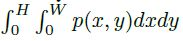 ∫₀ᴴ ∫₀ᵂ p(x, y)dxdy